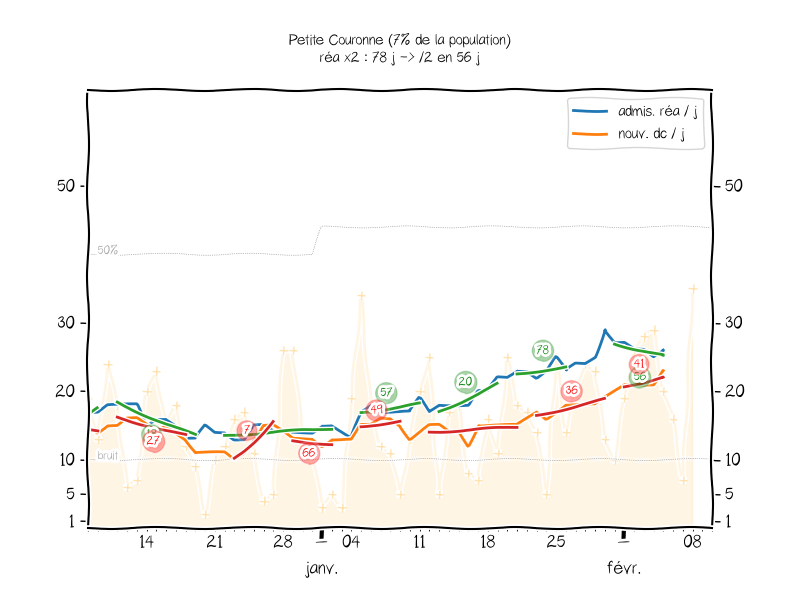 Petite Couronne (7% de la population)
réa x2 : 78 j -> /2 en 56 j
admis. réa / j
nouv. dc / j
50 50
50%
30 30
78
57 20
41
56
36
20 20
49
7
27
66
bruit
10 10
5 5
1 1
14 21 28 04 11 18 25 08
janv. févr.